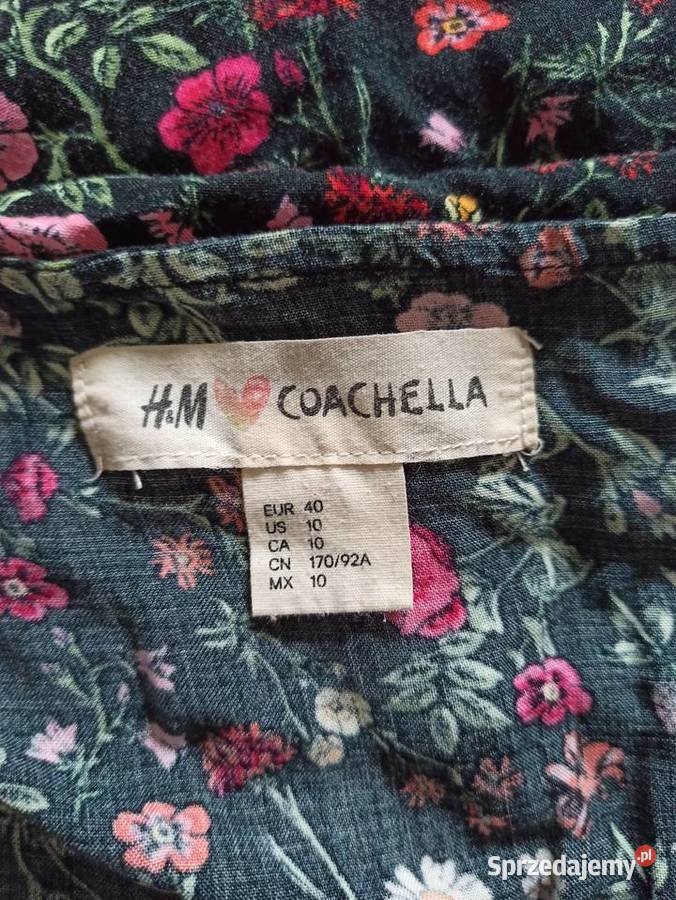 H&M COACHELLA
EUR 40
US 10
CA 10
CN 170/92A
MX 10
Sprzedajemy.pl